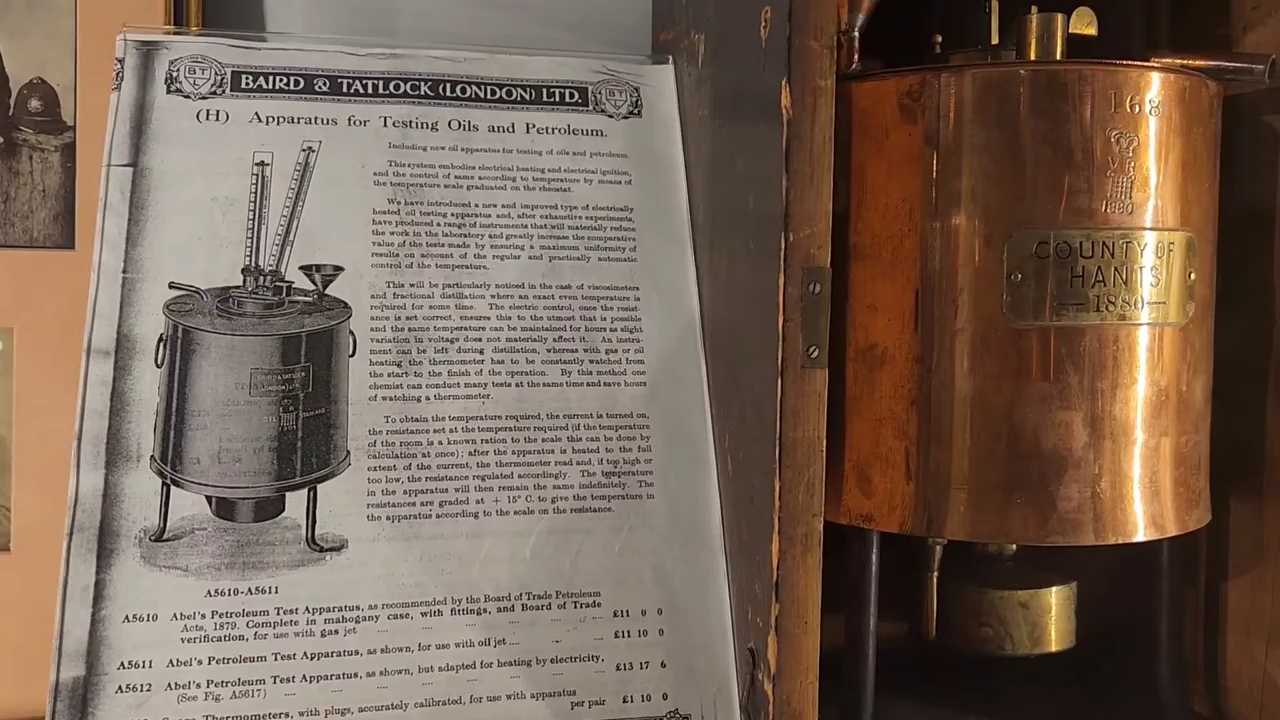 BT
BAIRD & TATLOCK (LONDON) LTD.
BT
(H) Apparatus for Testing Oils and Petroleum.
Including new oil apparatus for testing of oils and petroleum.
This system embodies electrical heating and electrical ignition,
and the control of same according to temperature by means of
the temperature scale graduated on the rheostat.
We have introduced a new and improved type of electrically
heated oil testing apparatus and, after exhaustive experiments,
have produced a range of instruments that will materially reduce
the work in the laboratory and greatly increase the comparative
value of the tests made by ensuring a maximum uniformity of
results on account of the regular and practically automatic
control of the temperature.
This will be particularly noticed in the case of viscosimeters
and fractional distillation where an exact even temperature is
required for some time. The electric control, once the resist-
ance is set correct, ensures this to the utmost that is possible
and the same temperature can be maintained for hours as slight
variation in voltage does not materially affect it. An instru-
ment can be left during distillation, whereas with gas or oil
heating the thermometer has to be constantly watched from
the start to the finish of the operation. By this method one
chemist can conduct many tests at the same time and save hours
of watching a thermometer.
To obtain the temperature required, the current is turned on,
the resistance set at the temperature required (if the temperature
of the room is a known ration to the scale this can be done by
calculation at once); after the apparatus is heated to the full
extent of the current, the thermometer read and, if too high or
too low, the resistance regulated accordingly. The temperature
in the apparatus will then remain the same indefinitely. The
resistances are graded at + 15° C. to give the temperature in
the apparatus according to the scale on the resistance.
BAIRD & TATLOCK
(LONDON) LTD.
A5610-A5611
A5610 Abel's Petroleum Test Apparatus, as recommended by the Board of Trade Petroleum
Acts, 1879. Complete in mahogany case, with fittings, and Board of Trade
verification, for use with gas jet .... £11 0 0
A5611 Abel's Petroleum Test Apparatus, as shown, for use with oil jet .... £11 10 0
A5612 Abel's Petroleum Test Apparatus, as shown, but adapted for heating by electricity,
(See Fig. A5617) .... £13 17 6
Thermometers, with plugs, accurately calibrated, for use with apparatus
per pair £1 10 0
168
VR
1880
COUNTY OF
HANTS
1880